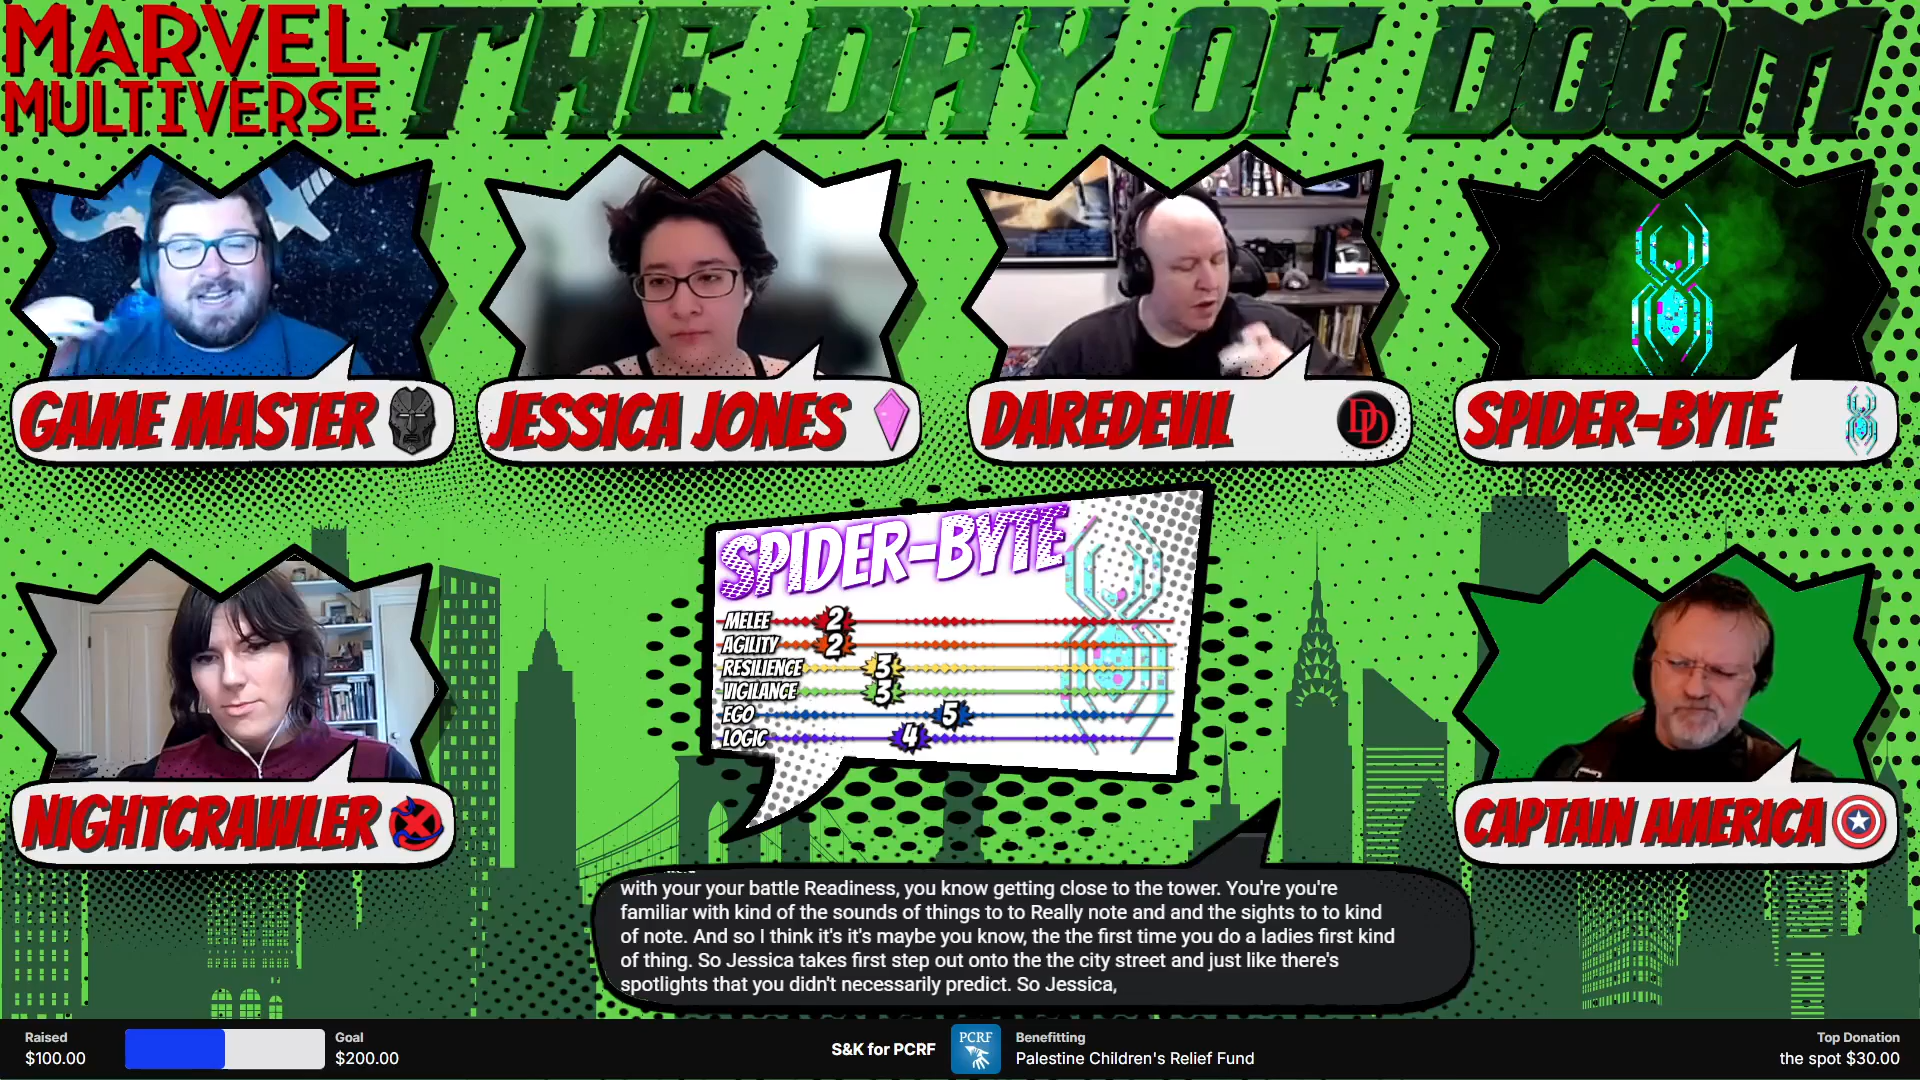 MARVEL
MULTIVERSE
THE DAY OF DOOM
GAME MASTER
JESSICA JONES
DAREDEVIL
DD
SPIDER-BYTE
SPIDER-BYTE
MELEE 2
AGILITY 2
RESILIENCE 3
VIGILANCE 3
EGO 5
LOGIC 4
NIGHTCRAWLER
CAPTAIN AMERICA
with your your battle Readiness, you know getting close to the tower. You're you're
familiar with kind of the sounds of things to to Really note and and the sights to to kind
of note. And so I think it's it's maybe you know, the the first time you do a ladies first kind
of thing. So Jessica takes first step out onto the the city street and just like there's
spotlights that you didn't necessarily predict. So Jessica,
Raised
$100.00
Goal
$200.00
S&K for PCRF
PCRF
Benefitting
Palestine Children's Relief Fund
Top Donation
the spot $30.00